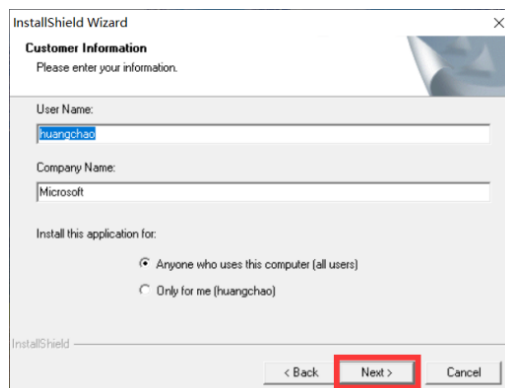 InstallShield Wizard
Customer Information
Please enter your information.
User Name:
huangchao
Company Name:
Microsoft
Install this application for:
Anyone who uses this computer (all users)
Only for me (huangchao)
InstallShield
< Back Next > Cancel